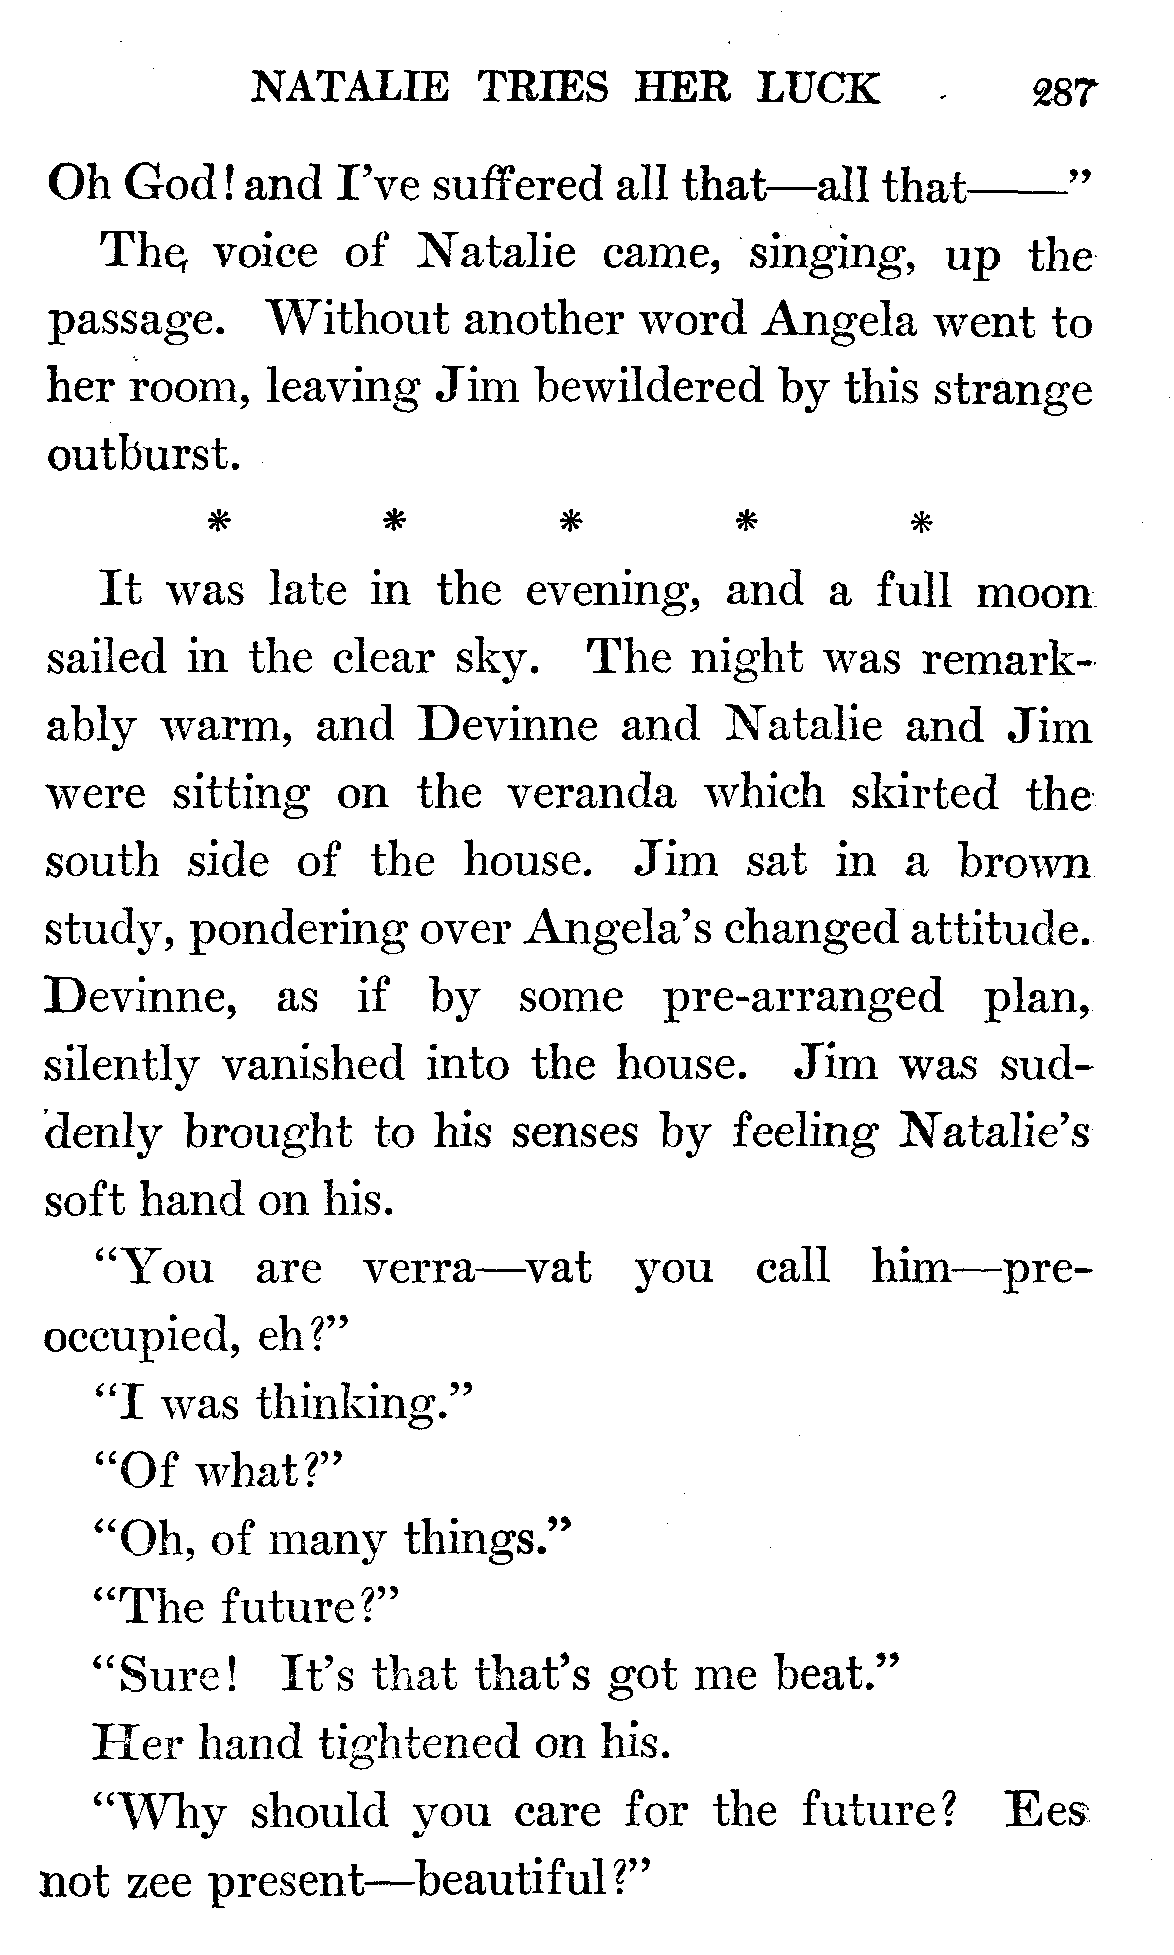 NATALIE TRIES HER LUCK 287
Oh God! and I've suffered all that—all that——"
The voice of Natalie came, singing, up the
passage. Without another word Angela went to
her room, leaving Jim bewildered by this strange
outburst.
* * * * *
It was late in the evening, and a full moon
sailed in the clear sky. The night was remark-
ably warm, and Devinne and Natalie and Jim
were sitting on the veranda which skirted the
south side of the house. Jim sat in a brown
study, pondering over Angela's changed attitude.
Devinne, as if by some pre-arranged plan,
silently vanished into the house. Jim was sud-
denly brought to his senses by feeling Natalie's
soft hand on his.
"You are verra—vat you call him—pre-
occupied, eh?"
"I was thinking."
"Of what?"
"Oh, of many things."
"The future?"
"Sure! It's that that's got me beat."
Her hand tightened on his.
"Why should you care for the future? Ees
not zee present—beautiful?"